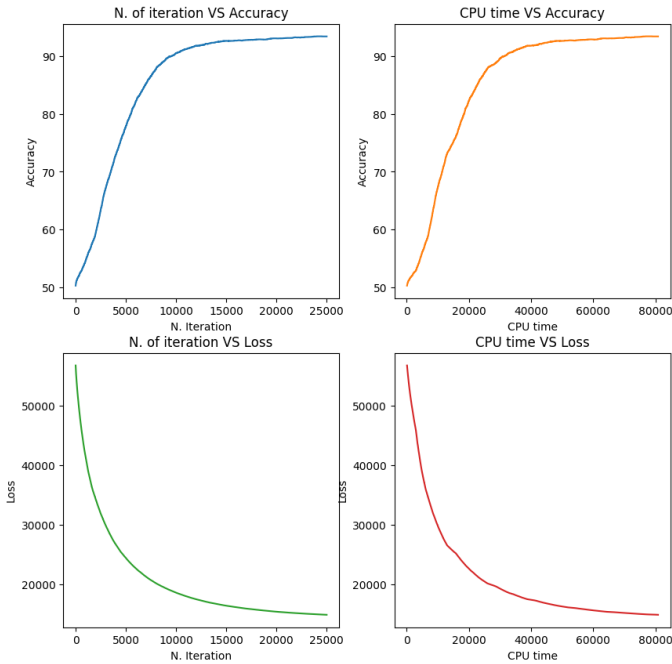 N. of iteration VS Accuracy
Accuracy
90
80
70
60
50
0 5000 10000 15000 20000 25000
N. Iteration
CPU time VS Accuracy
Accuracy
90
80
70
60
50
0 20000 40000 60000 80000
CPU time
N. of iteration VS Loss
Loss
50000
40000
30000
20000
0 5000 10000 15000 20000 25000
N. Iteration
CPU time VS Loss
Loss
50000
40000
30000
20000
0 20000 40000 60000 80000
CPU time